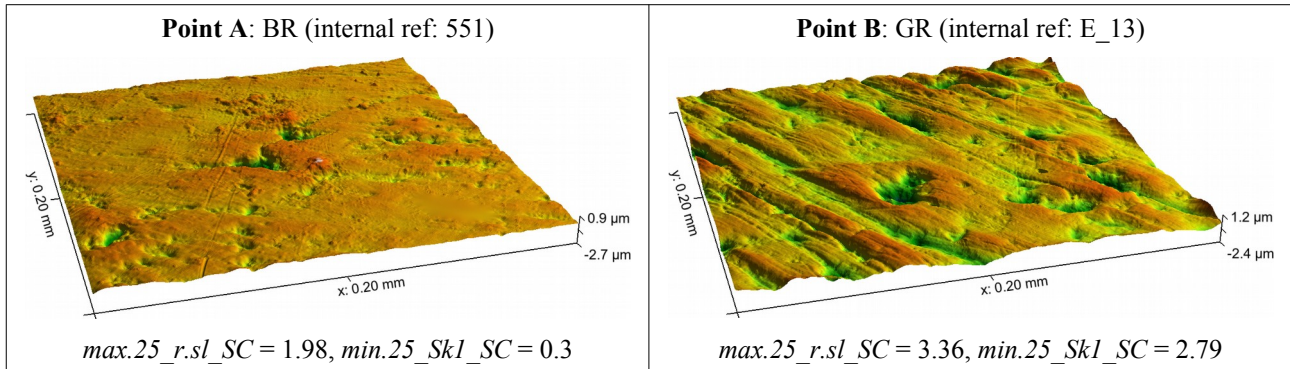 Point A: BR (internal ref: 551)
y: 0.20 mm
x: 0.20 mm
0.9 µm
-2.7 µm
max.25_r.sl_SC = 1.98, min.25_Sk1_SC = 0.3
Point B: GR (internal ref: E_13)
y: 0.20 mm
x: 0.20 mm
1.2 µm
-2.4 µm
max.25_r.sl_SC = 3.36, min.25_Sk1_SC = 2.79